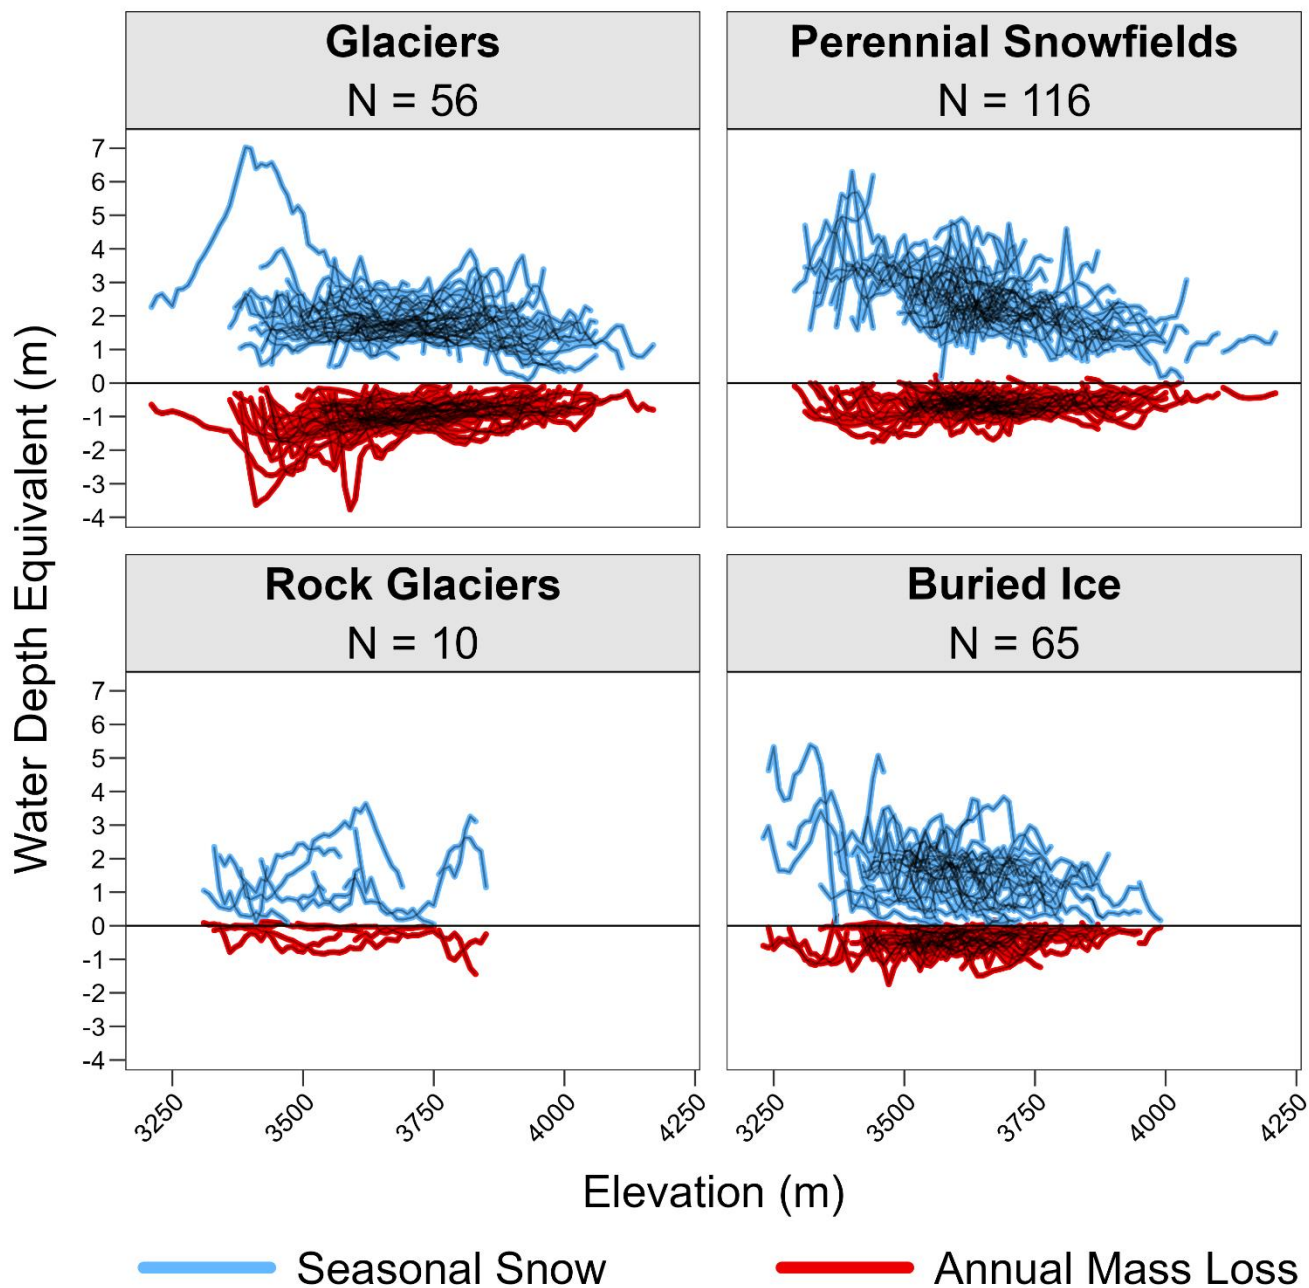 Glaciers
N = 56
Perennial Snowfields
N = 116
7
6
5
4
3
2
1
0
-1
-2
-3
-4
Rock Glaciers
N = 10
Buried Ice
N = 65
7
6
5
4
3
2
1
0
-1
-2
-3
-4
Water Depth Equivalent (m)
3250 3500 3750 4000 4250
3250 3500 3750 4000 4250
Elevation (m)
Seasonal Snow
Annual Mass Loss